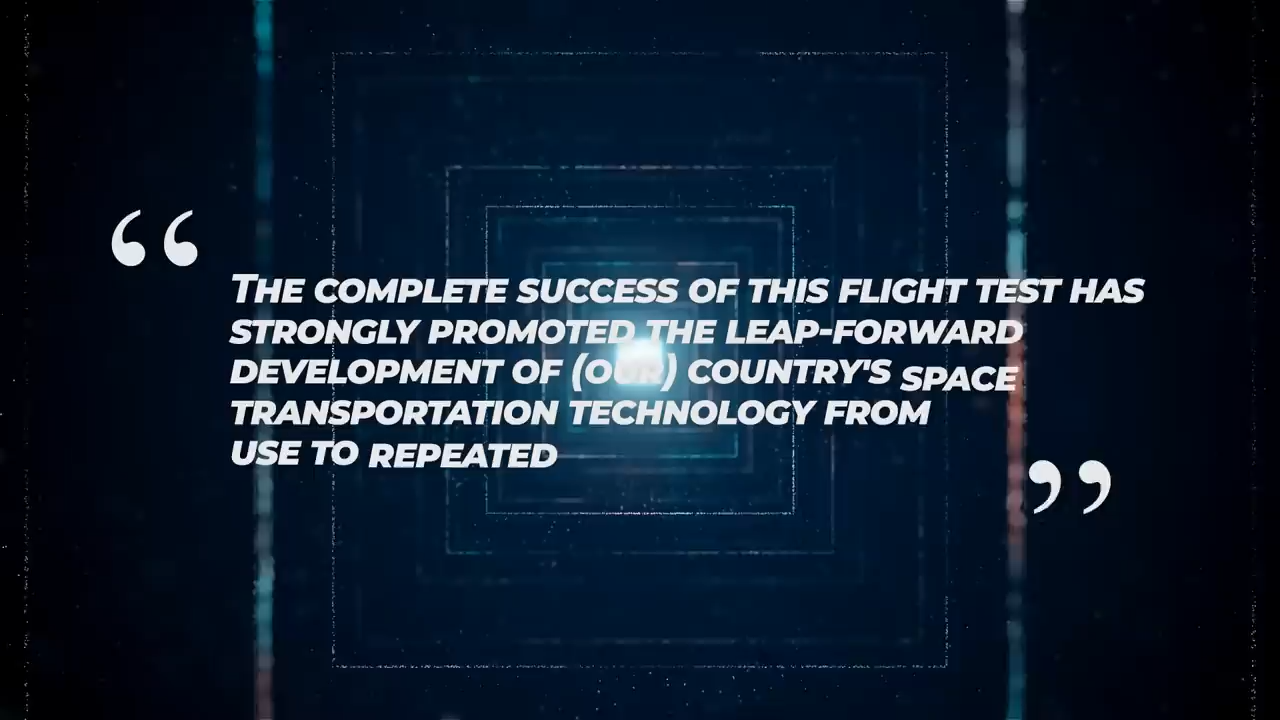 “
THE COMPLETE SUCCESS OF THIS FLIGHT TEST HAS
STRONGLY PROMOTED THE LEAP-FORWARD
DEVELOPMENT OF (OUR) COUNTRY'S SPACE
TRANSPORTATION TECHNOLOGY FROM
USE TO REPEATED
”